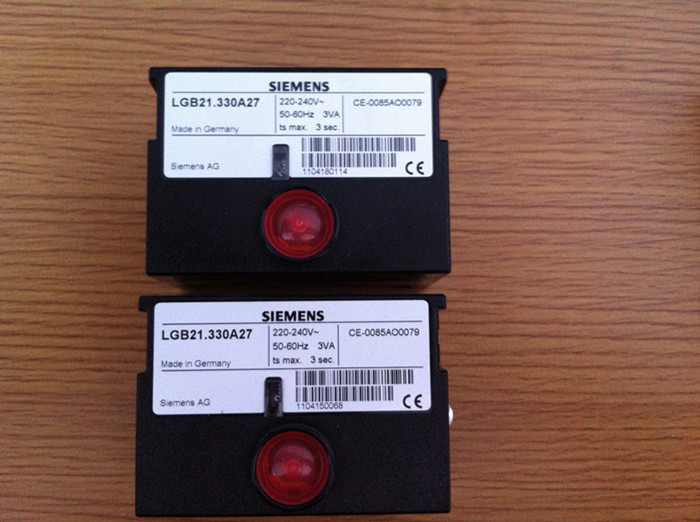 SIEMENS
LGB21.330A27
220-240V~
CE-0085AO0079
50-60Hz 3VA
Made in Germany
ts max. 3 sec.
Siemens AG
1104180114
CE
SIEMENS
LGB21.330A27
220-240V~
CE-0085AO0079
50-60Hz 3VA
Made in Germany
ts max. 3 sec.
Siemens AG
1104150068
CE